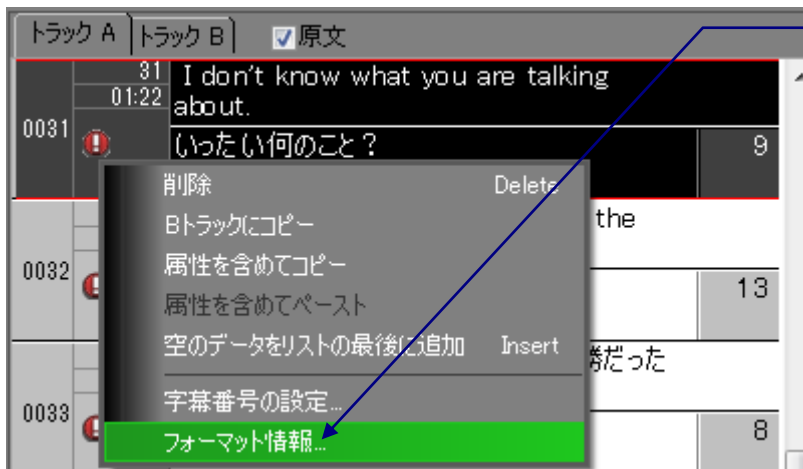 トラック A トラック B 原文
31
01:22
I don't know what you are talking
about.
0031
いったい何のこと？ 9
削除 Delete
Bトラックにコピー
the
属性を含めてコピー
0032
13
属性を含めてペースト
空のデータをリストの最後に追加 Insert
だった
字幕番号の設定...
0033
8
フォーマット情報...